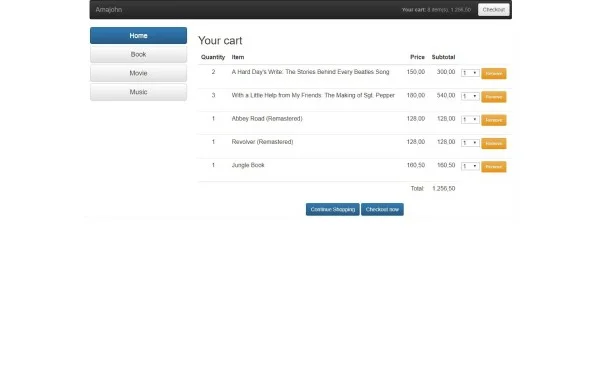 Amajohn
Your cart: 8 item(s), 1,256,50
Checkout
Home
Book
Movie
Music
Your cart
Quantity Item Price Subtotal
2 A Hard Day's Write: The Stories Behind Every Beatles Song 150,00 300,00 1 Remove
3 With a Little Help from My Friends: The Making of Sgt. Pepper 180,00 540,00 1 Remove
1 Abbey Road (Remastered) 128,00 128,00 1 Remove
1 Revolver (Remastered) 128,00 128,00 1 Remove
1 Jungle Book 160,50 160,50 1 Remove
Total: 1,256,50
Continue Shopping Checkout now